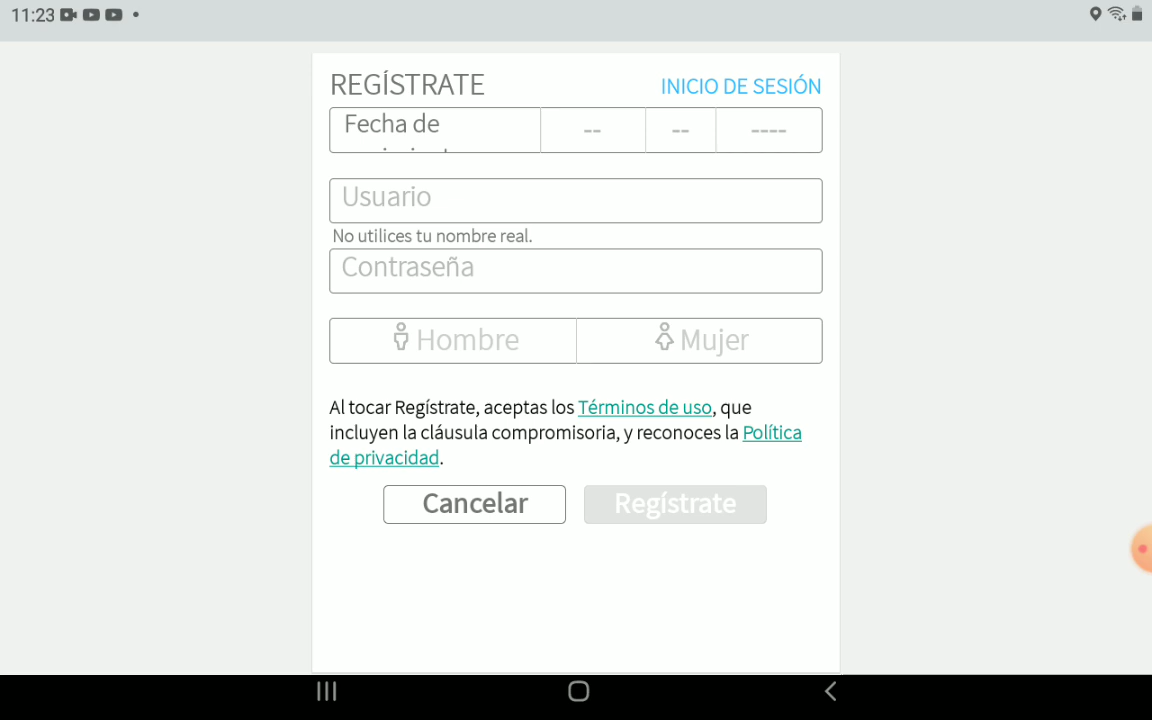 11:23
REGÍSTRATE
INICIO DE SESIÓN
Fecha de
-- -- ----
Usuario
No utilices tu nombre real.
Contraseña
Hombre
Mujer
Al tocar Regístrate, aceptas los Términos de uso, que
incluyen la cláusula compromisoria, y reconoces la Política
de privacidad.
Cancelar
Regístrate